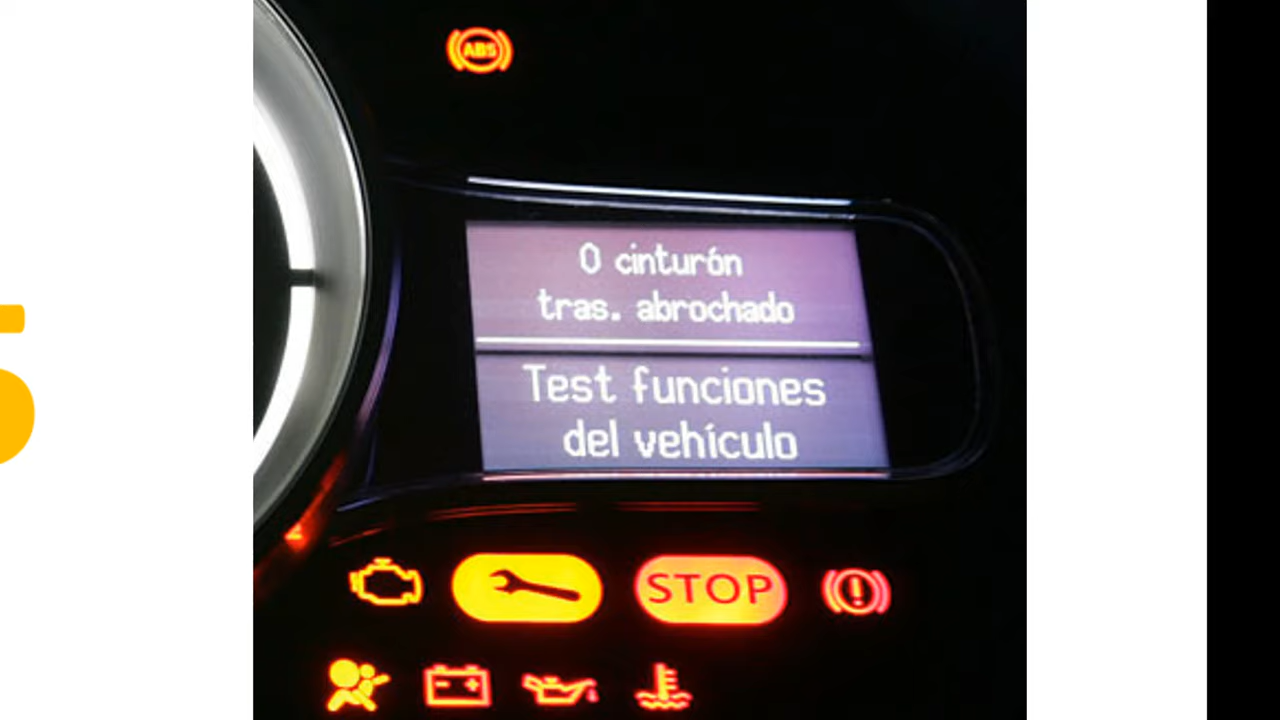 ABS
0 cinturón
tras. abrochado
Test funciones
del vehículo
STOP